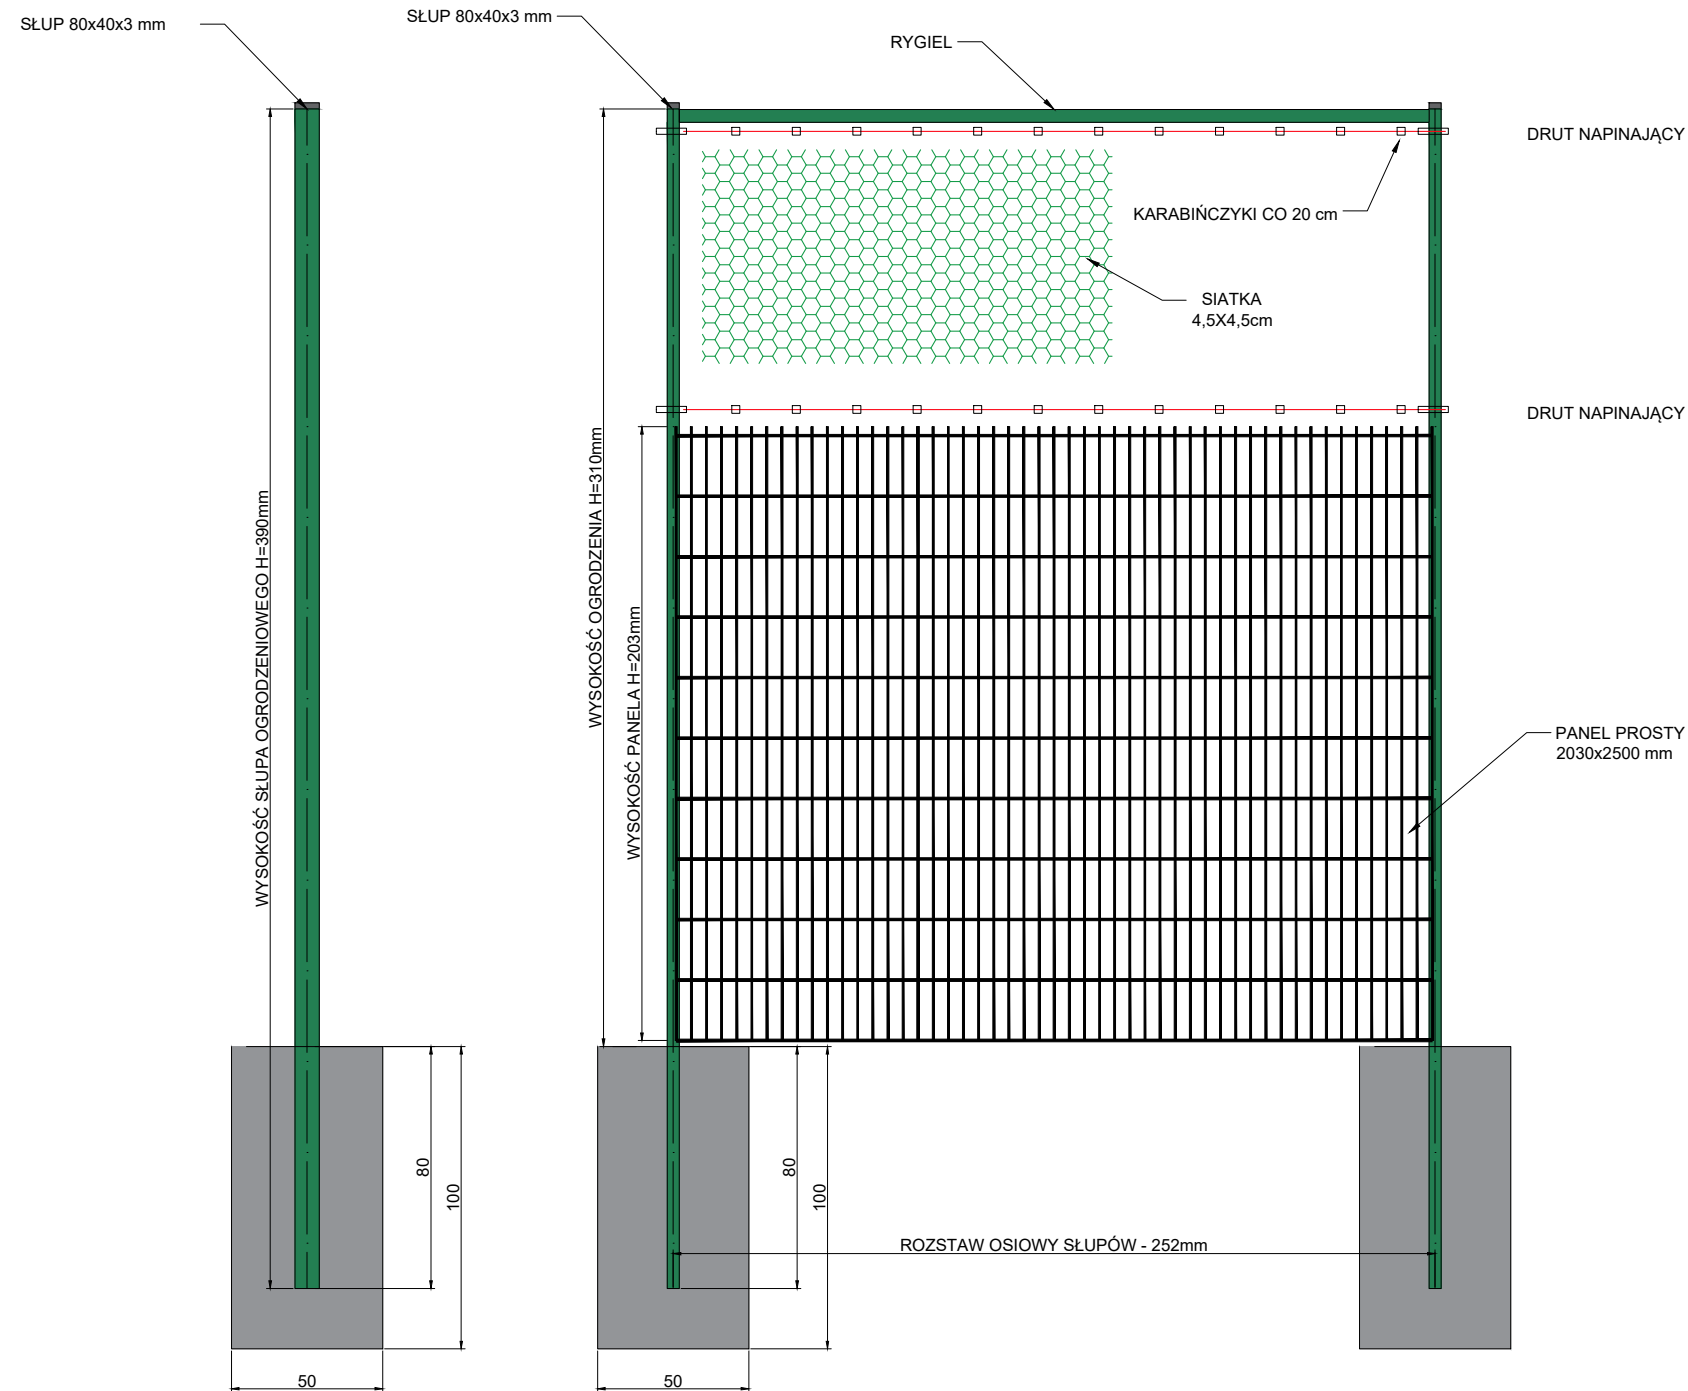 SŁUP 80x40x3 mm
SŁUP 80x40x3 mm
RYGIEL
DRUT NAPINAJĄCY
KARABIŃCZYKI CO 20 cm
SIATKA
4,5X4,5cm
DRUT NAPINAJĄCY
WYSOKOŚĆ SŁUPA OGRODZENIOWEGO H=390mm
WYSOKOŚĆ OGRODZENIA H=310mm
WYSOKOŚĆ PANELA H=203mm
PANEL PROSTY
2030x2500 mm
80
100
80
100
ROZSTAW OSIOWY SŁUPÓW - 252mm
50
50